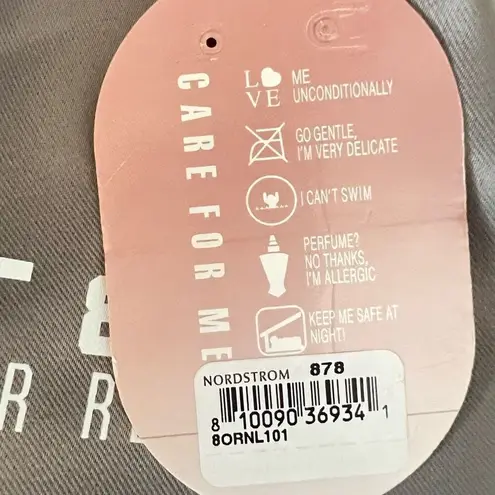 CARE FOR ME
LOVE ME
UNCONDITIONALLY
GO GENTLE,
I'M VERY DELICATE
I CAN'T SWIM
PERFUME?
NO THANKS,
I'M ALLERGIC
KEEP ME SAFE AT
NIGHT!
NORDSTROM 878
8 10090 36934 1
8ORNL101
R R